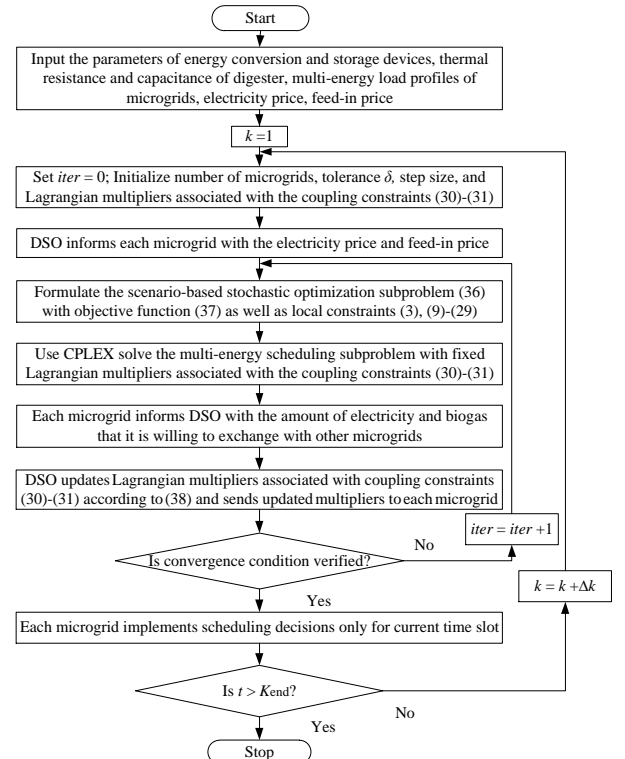 Start
Input the parameters of energy conversion and storage devices, thermal
resistance and capacitance of digester, multi-energy load profiles of
microgrids, electricity price, feed-in price
k =1
Set iter = 0; Initialize number of microgrids, tolerance δ, step size, and
Lagrangian multipliers associated with the coupling constraints (30)-(31)
DSO informs each microgrid with the electricity price and feed-in price
Formulate the scenario-based stochastic optimization subproblem (36)
with objective function (37) as well as local constraints (3), (9)-(29)
Use CPLEX solve the multi-energy scheduling subproblem with fixed
Lagrangian multipliers associated with the coupling constraints (30)-(31)
Each microgrid informs DSO with the amount of electricity and biogas
that it is willing to exchange with other microgrids
DSO updates Lagrangian multipliers associated with coupling constraints
(30)-(31) according to (38) and sends updated multipliers to each microgrid
iter = iter +1
Is convergence condition verified?
No
k = k +Δk
Yes
Each microgrid implements scheduling decisions only for current time slot
Is t > Kend?
No
Yes
Stop